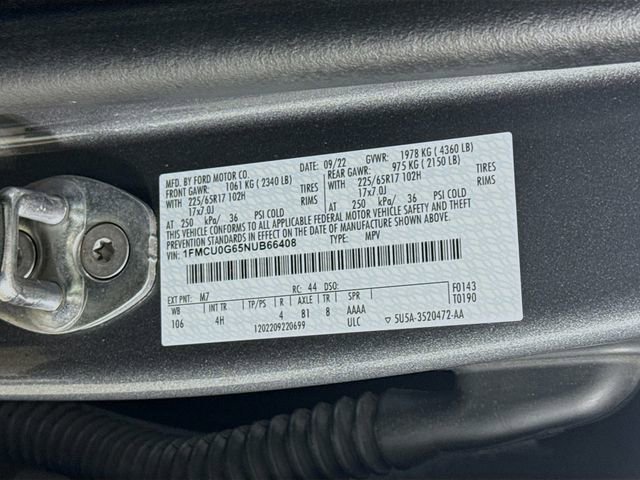 MFD. BY FORD MOTOR CO. 09/22 GVWR: 1978 KG ( 4360 LB)
FRONT GAWR: 1061 KG ( 2340 LB) REAR GAWR: 975 KG ( 2150 LB)
WITH 225/65R17 102H TIRES WITH 225/65R17 102H TIRES
17x7.0J RIMS 17x7.0J RIMS
AT 250 kPa/ 36 PSI COLD AT 250 kPa/ 36 PSI COLD
THIS VEHICLE CONFORMS TO ALL APPLICABLE FEDERAL MOTOR VEHICLE SAFETY AND BUMPER
STANDARDS IN EFFECT ON THE DATE OF MANUFACTURE SHOWN ABOVE.
VIN: 1FMCU0G65NUB66408 TYPE: MPV
EXT PNT: M7 RC: 44 DSO: F0143
WB INT TR TP/PS R AXLE TR SPR T0190
106 4H 4 81 8 AAAA
1202209220699 ULC ▽ 5U5A-3520472-AA